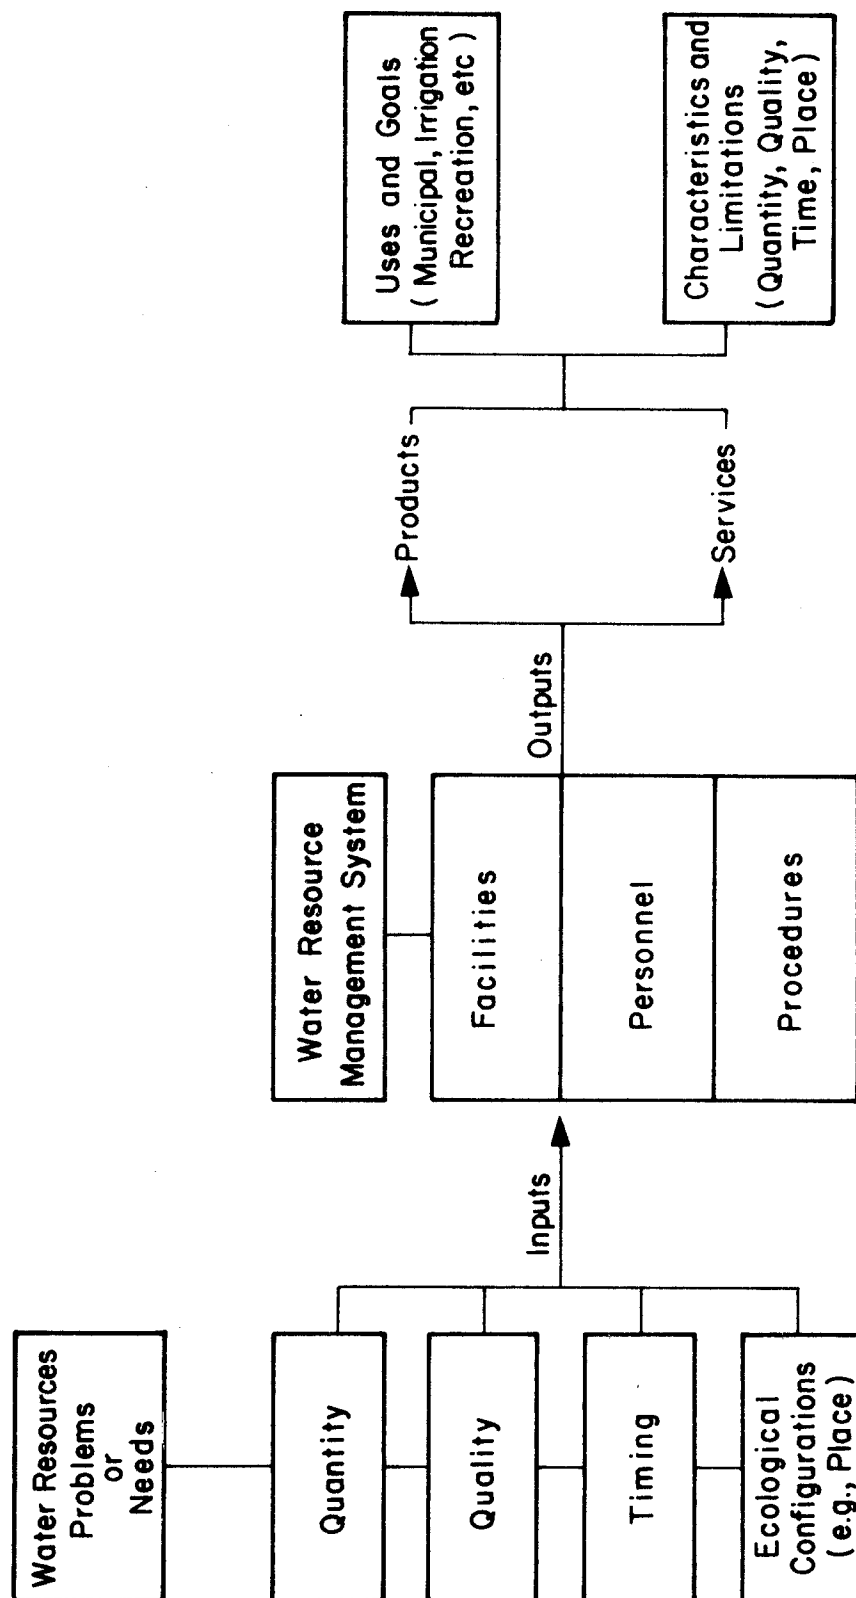 Water Resources
Problems
or
Needs
Quantity
Quality
Timing
Ecological
Configurations
(e.g., Place)
Inputs
Water Resource
Management System
Facilities
Personnel
Procedures
Outputs
Products
Services
Uses and Goals
(Municipal, Irrigation
Recreation, etc)
Characteristics and
Limitations
(Quantity, Quality,
Time, Place)